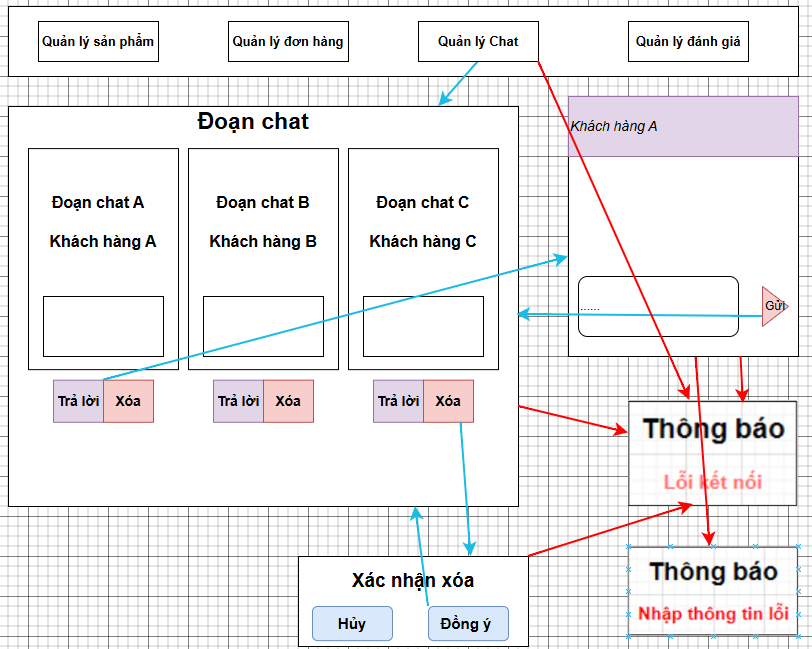 Quản lý sản phẩm
Quản lý đơn hàng
Quản lý Chat
Quản lý đánh giá
Đoạn chat
Đoạn chat A
Khách hàng A
Đoạn chat B
Khách hàng B
Đoạn chat C
Khách hàng C
Trả lời
Xóa
Trả lời
Xóa
Trả lời
Xóa
Khách hàng A
......
Gửi
Thông báo
Lỗi kết nối
Thông báo
Nhập thông tin lỗi
Xác nhận xóa
Hủy
Đồng ý